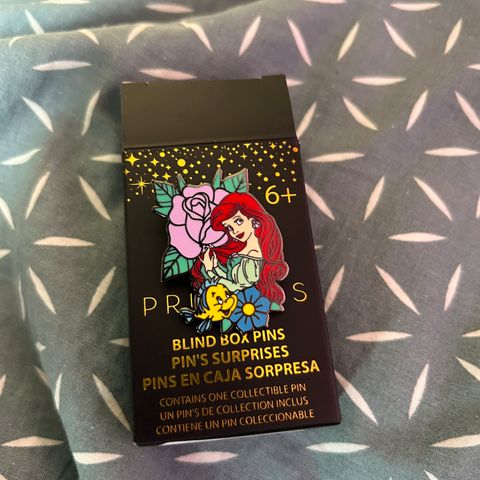 6+
PRI S
BLIND BOX PINS
PIN'S SURPRISES
PINS EN CAJA SORPRESA
CONTAINS ONE COLLECTIBLE PIN
UN PIN'S DE COLLECTION INCLUS
CONTIENE UN PIN COLECCIONABLE